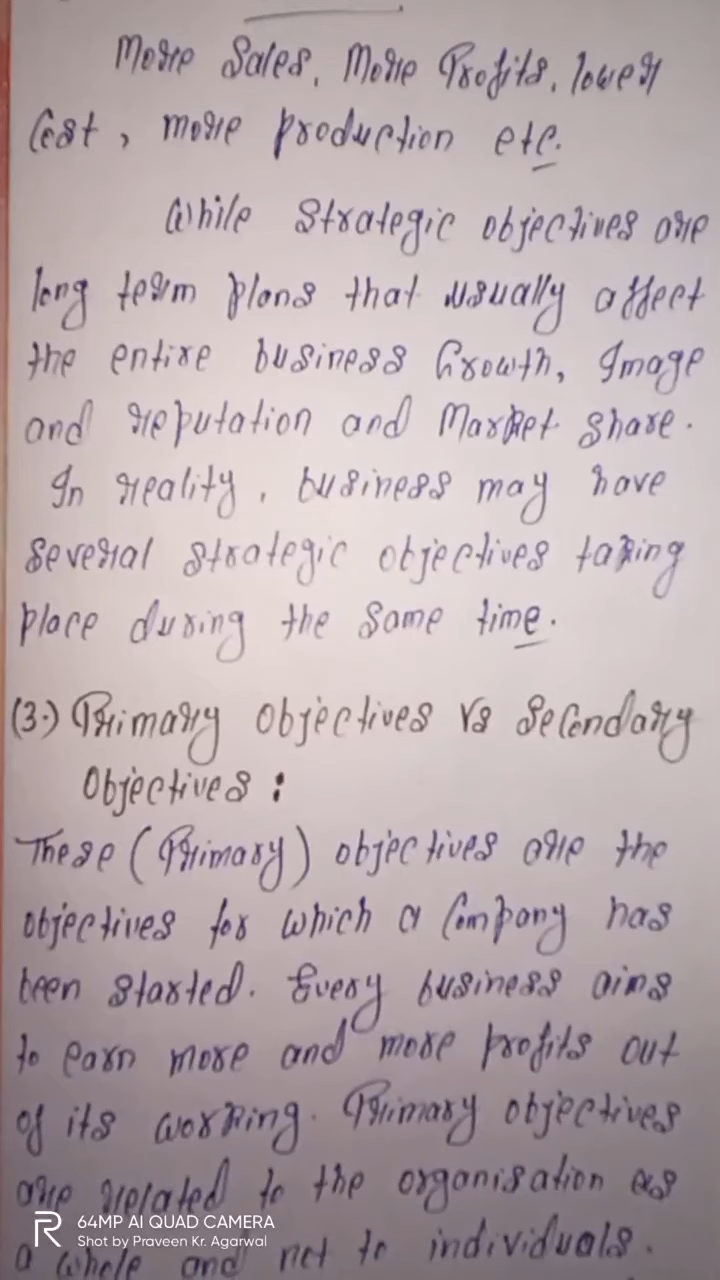 More Sales, More Profits, lower
Cost, more production etc.
While strategic objectives are
long term plans that usually affect
the entire business Growth, Image
and reputation and Market share.
In reality, business may have
several strategic objectives taking
place during the same time.
(3.) Primary Objectives Vs Secondary
Objectives :
These (Primary) objectives are the
objectives for which a Company has
been started. Every business aims
to earn more and more profits out
of its working. Primary objectives
are related to the organisation as
a whole and not to individuals.
64MP AI QUAD CAMERA
Shot by Praveen Kr. Agarwal